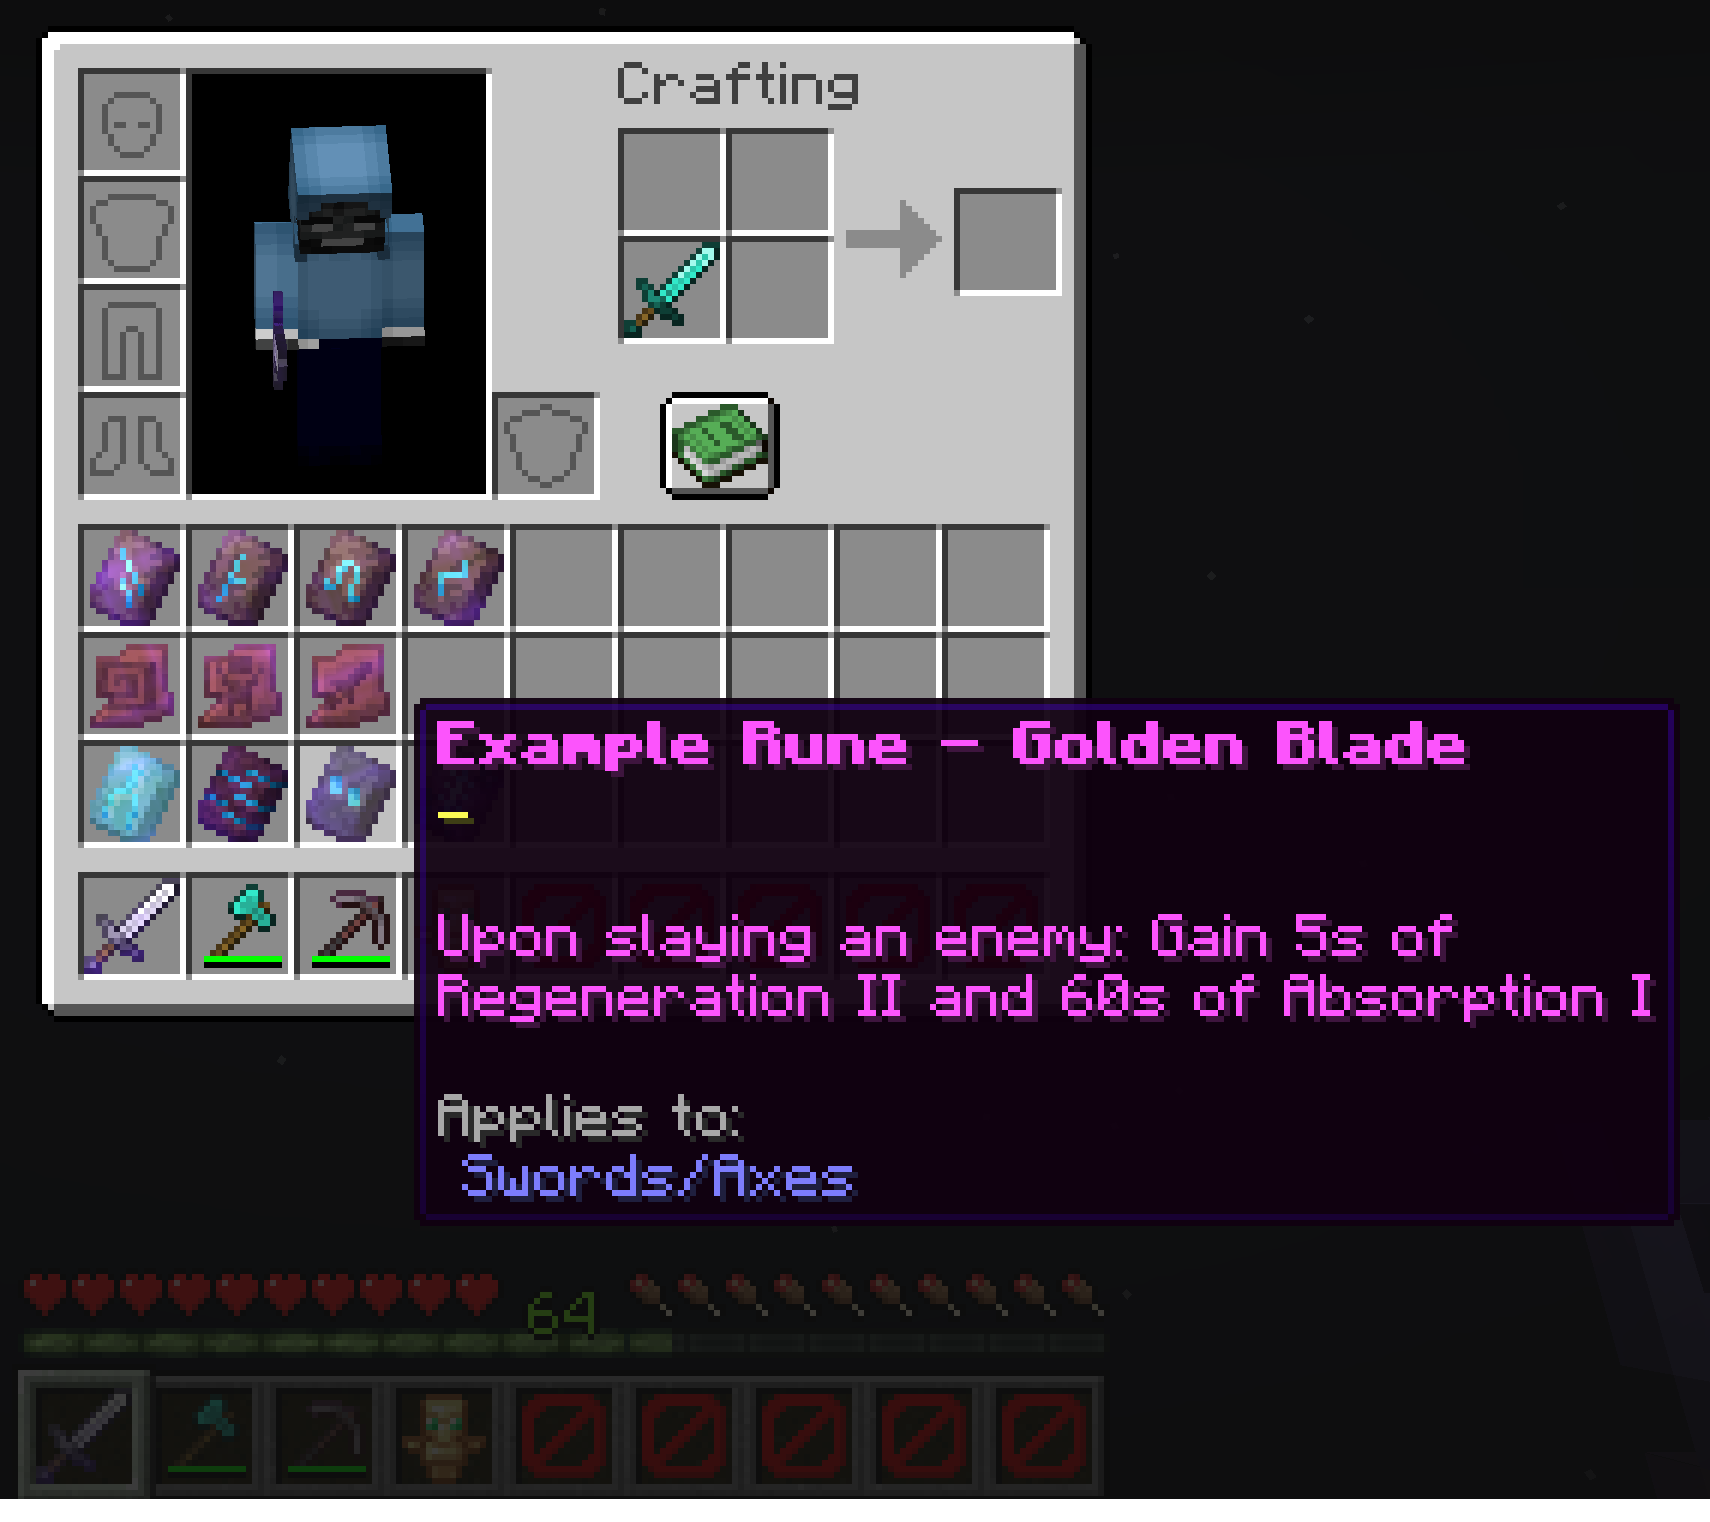 Crafting
Example Rune - Golden Blade
-
Upon slaying an enemy: Gain 5s of
Regeneration II and 60s of Absorption I
Applies to:
Swords/Axes
64